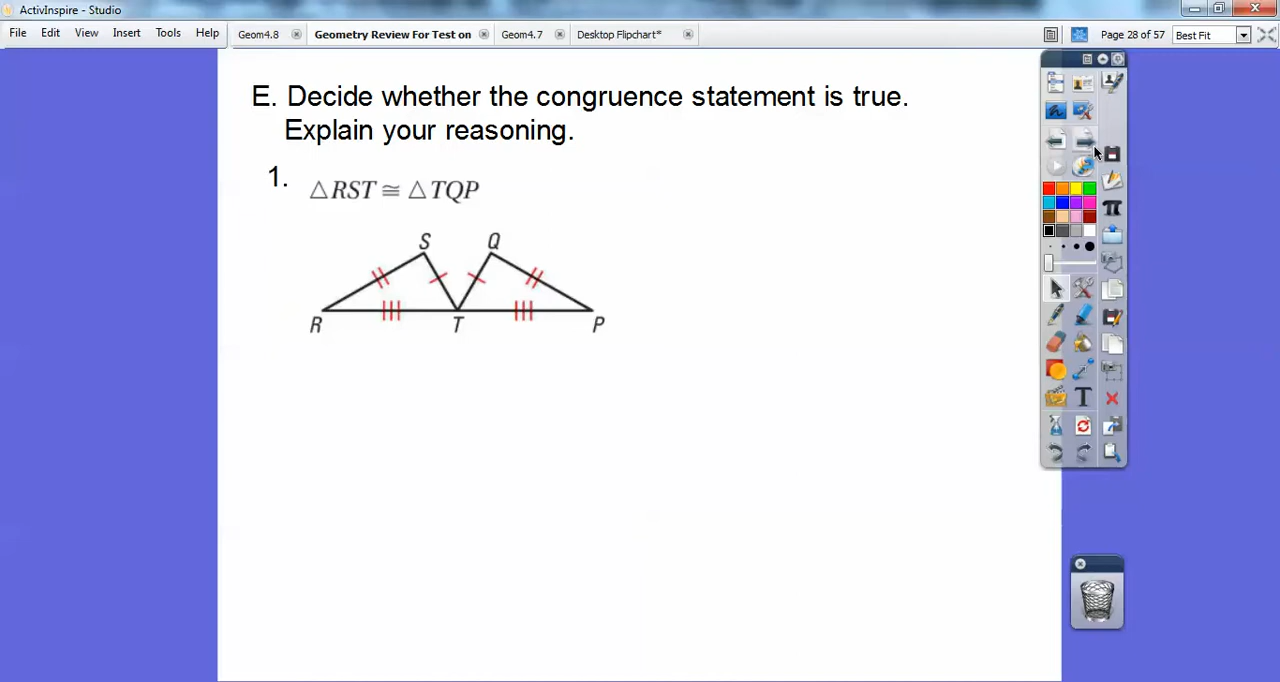 ActivInspire - Studio
File Edit View Insert Tools Help
Geom4.8 Geometry Review For Test on Geom4.7 Desktop Flipchart* Page 28 of 57 Best Fit
E. Decide whether the congruence statement is true.
Explain your reasoning.
1. △RST ≅ △TQP
S Q
R T P